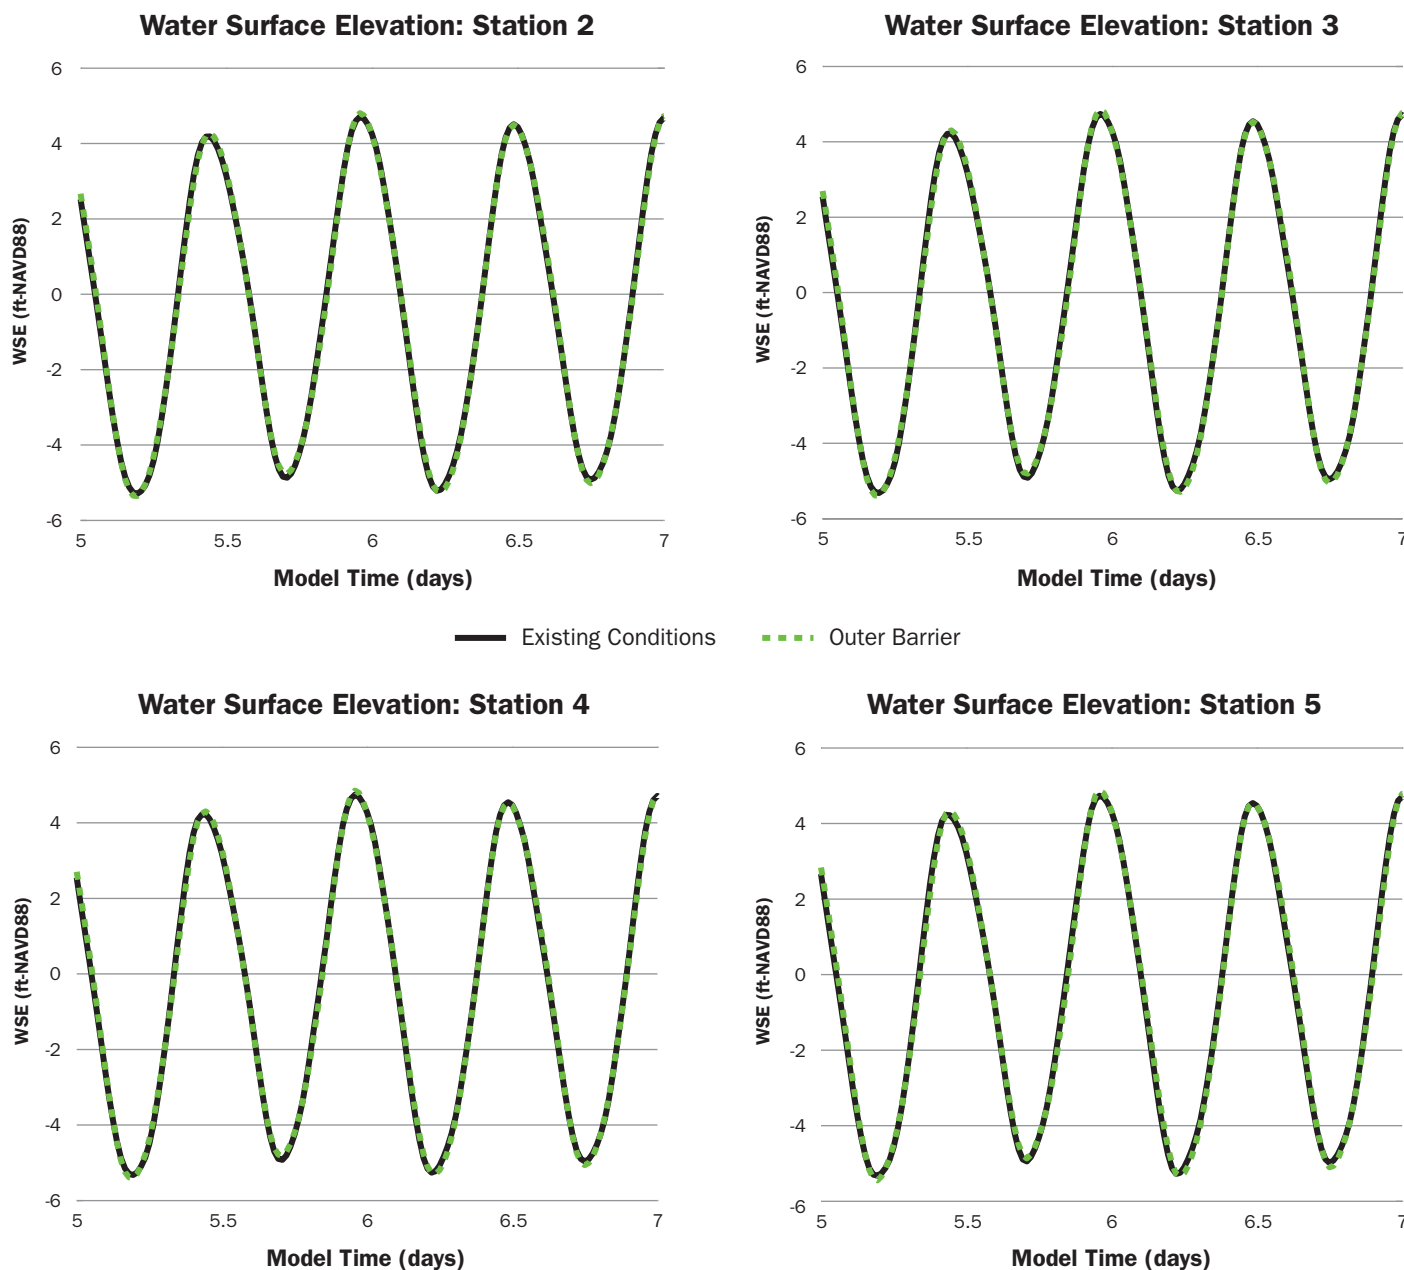 Water Surface Elevation: Station 2
6
4
2
0
-2
-4
-6
WSE (ft-NAVD88)
5 5.5 6 6.5 7
Model Time (days)
Water Surface Elevation: Station 3
6
4
2
0
-2
-4
-6
WSE (ft-NAVD88)
5 5.5 6 6.5 7
Model Time (days)
Existing Conditions Outer Barrier
Water Surface Elevation: Station 4
6
4
2
0
-2
-4
-6
WSE (ft-NAVD88)
5 5.5 6 6.5 7
Model Time (days)
Water Surface Elevation: Station 5
6
4
2
0
-2
-4
-6
WSE (ft-NAVD88)
5 5.5 6 6.5 7
Model Time (days)